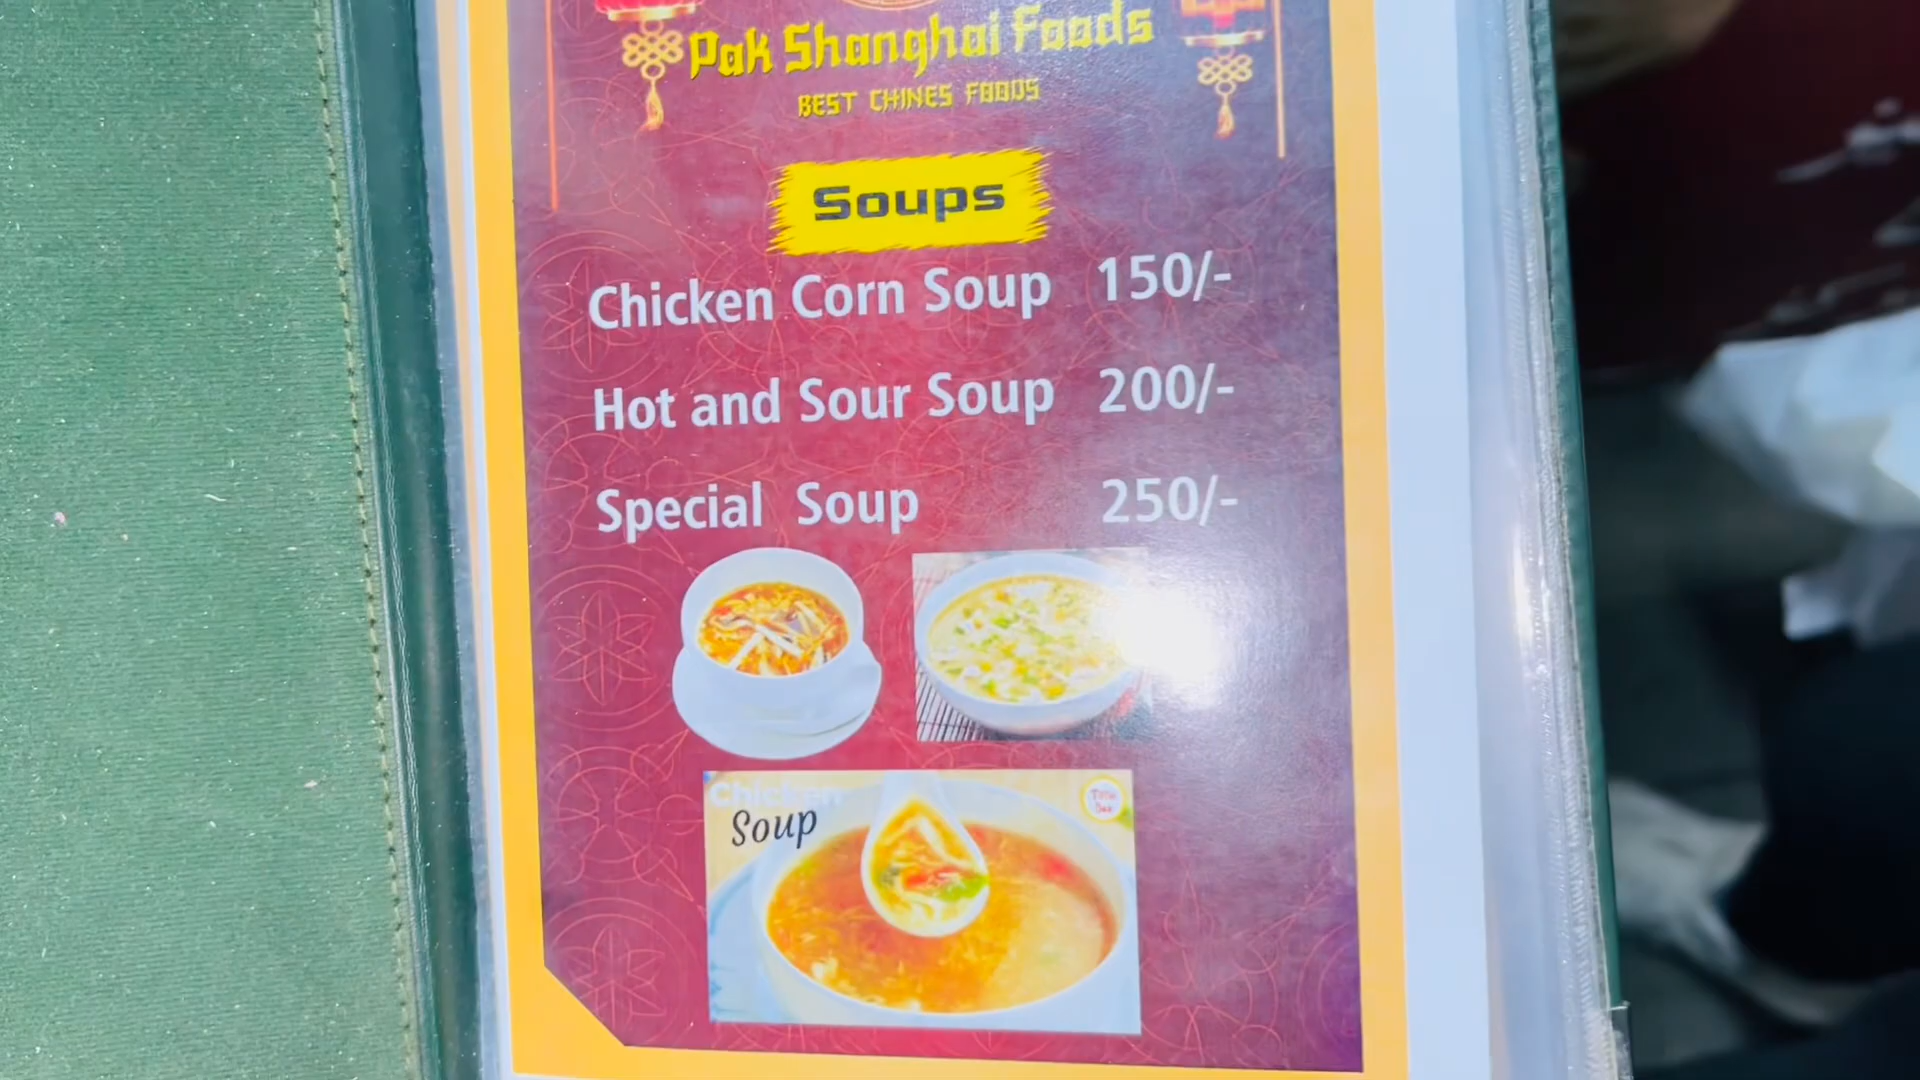 Pak Shanghai Foods
BEST CHINES FOODS
Soups
Chicken Corn Soup 150/-
Hot and Sour Soup 200/-
Special Soup 250/-
Chicken
Soup